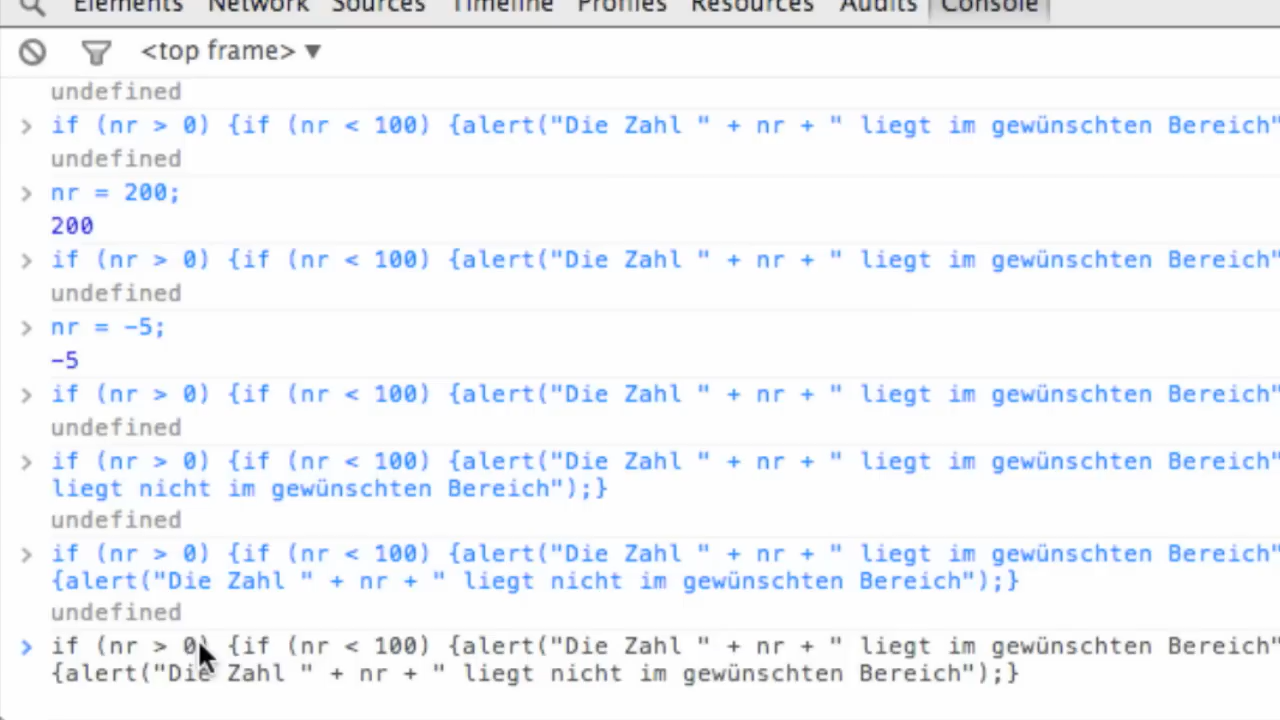 Elements Network Sources Timeline Profiles Resources Audits Console
<top frame> ▼
undefined
> if (nr > 0) {if (nr < 100) {alert("Die Zahl " + nr + " liegt im gewünschten Bereich"
undefined
> nr = 200;
200
> if (nr > 0) {if (nr < 100) {alert("Die Zahl " + nr + " liegt im gewünschten Bereich"
undefined
> nr = -5;
-5
> if (nr > 0) {if (nr < 100) {alert("Die Zahl " + nr + " liegt im gewünschten Bereich"
undefined
> if (nr > 0) {if (nr < 100) {alert("Die Zahl " + nr + " liegt im gewünschten Bereich"
liegt nicht im gewünschten Bereich");}
undefined
> if (nr > 0) {if (nr < 100) {alert("Die Zahl " + nr + " liegt im gewünschten Bereich"
{alert("Die Zahl " + nr + " liegt nicht im gewünschten Bereich");}
undefined
> if (nr > 0) {if (nr < 100) {alert("Die Zahl " + nr + " liegt im gewünschten Bereich"
{alert("Die Zahl " + nr + " liegt nicht im gewünschten Bereich");}